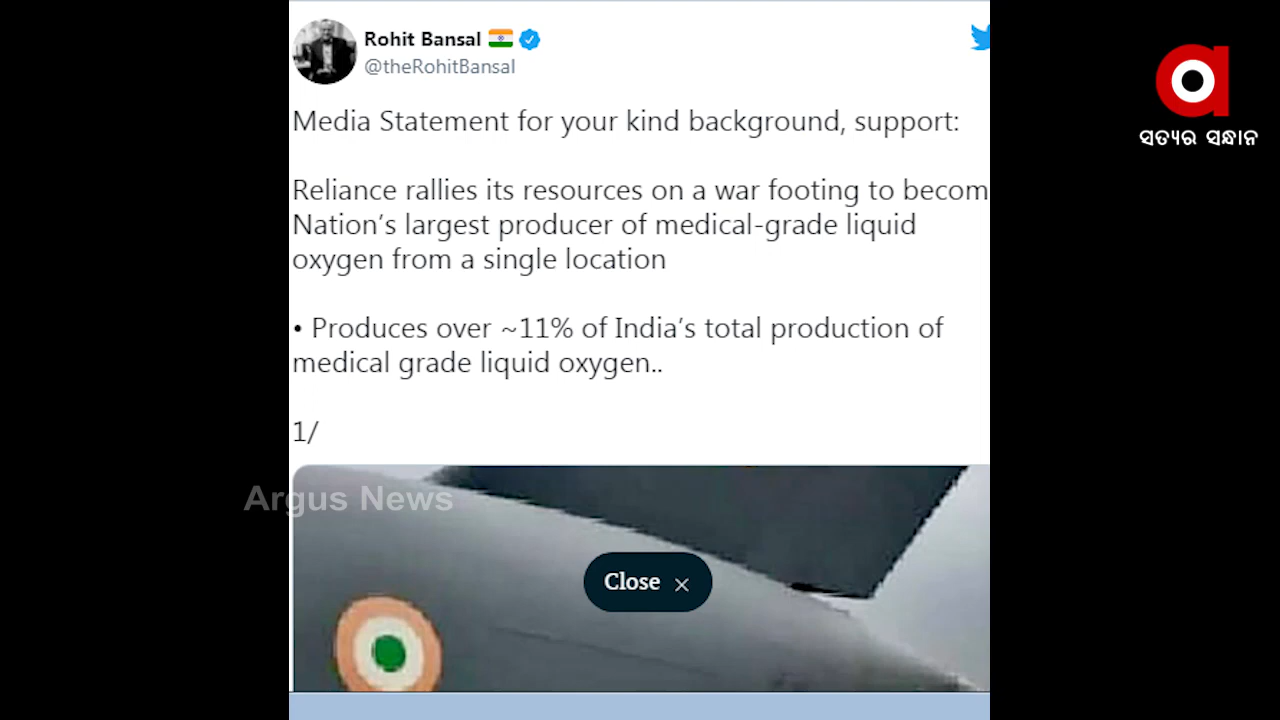 Rohit Bansal
@theRohitBansal
Media Statement for your kind background, support:
Reliance rallies its resources on a war footing to becom
Nation’s largest producer of medical-grade liquid
oxygen from a single location
• Produces over ~11% of India’s total production of
medical grade liquid oxygen..
1/
Close ×
Argus News
a
ସତ୍ୟର ସନ୍ଧାନ